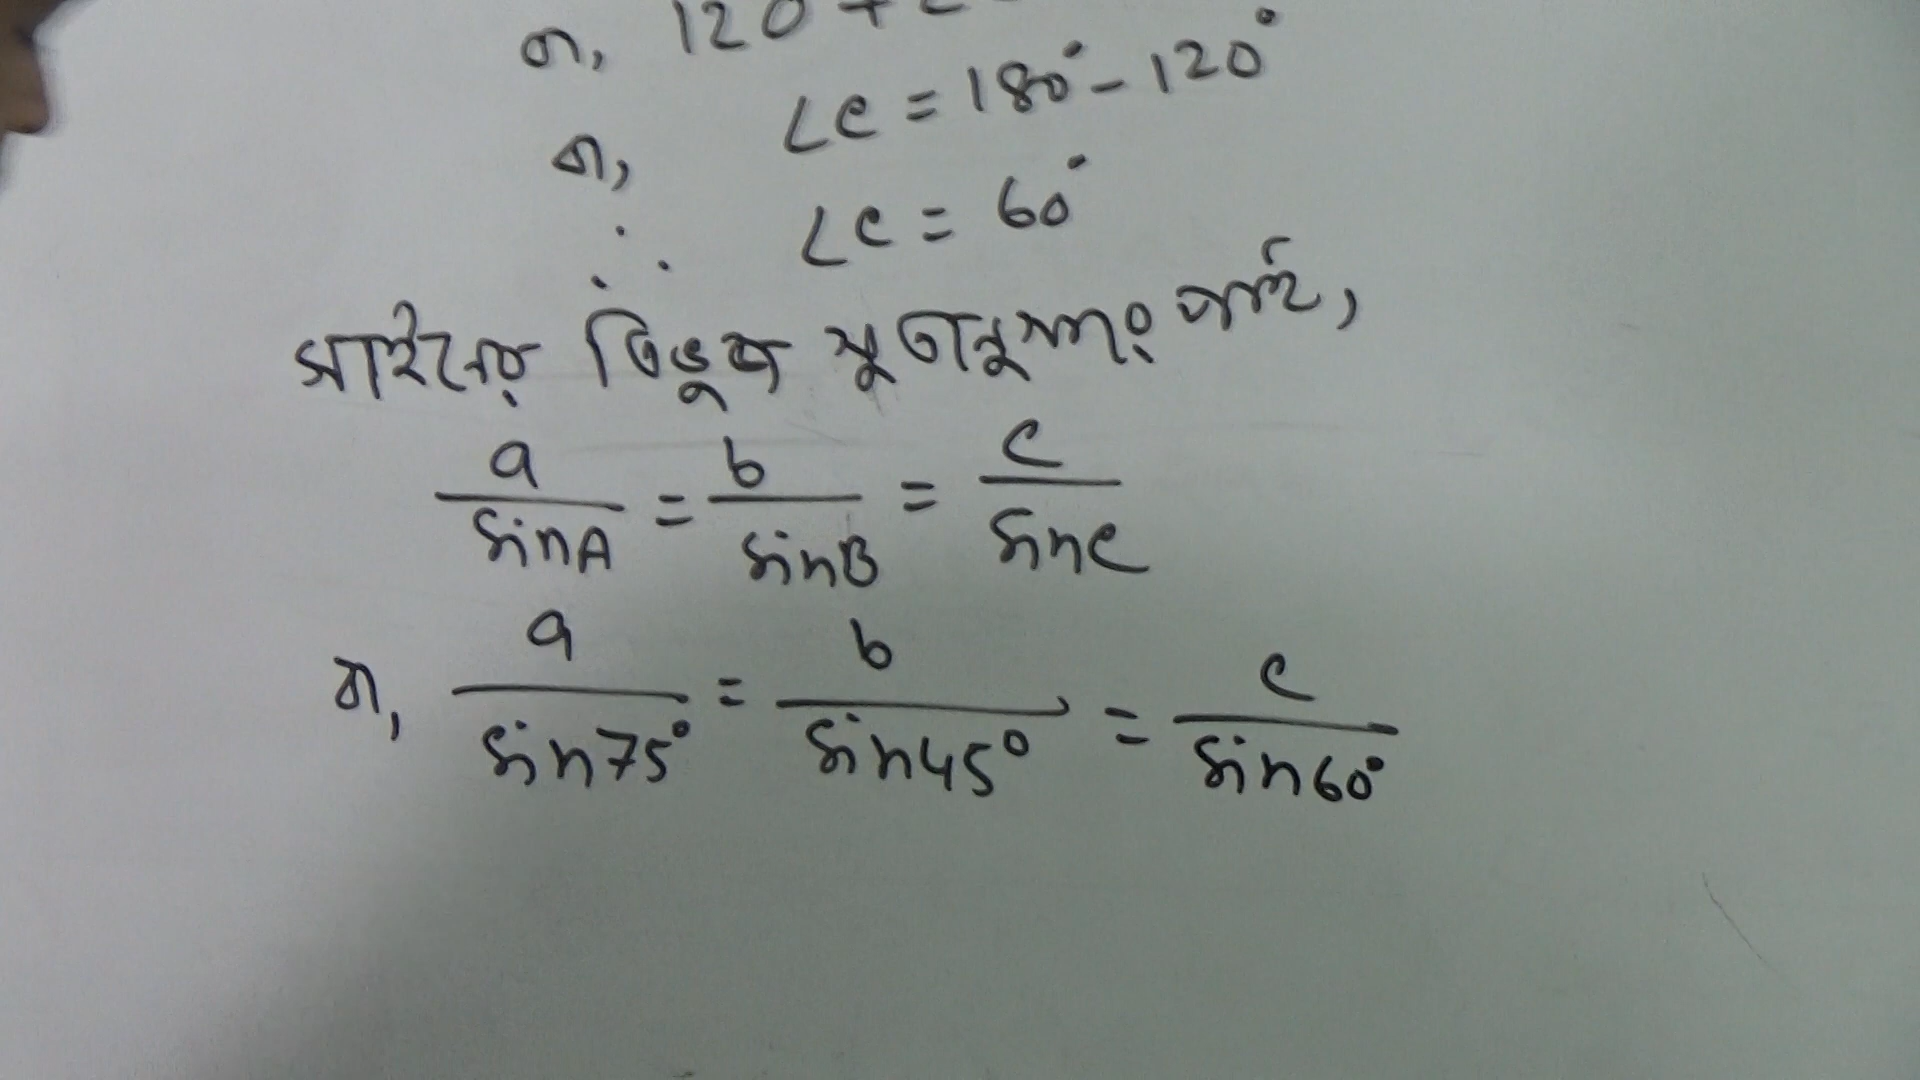 বা, 120 +
বা, ∠C = 180° - 120°
∴ ∠C = 60°
সাইনের ত্রিভুজ সূত্রানুসারে পাই,
a/sinA = b/sinB = c/sinC
বা, a/sin75° = b/sin45° = c/sin60°